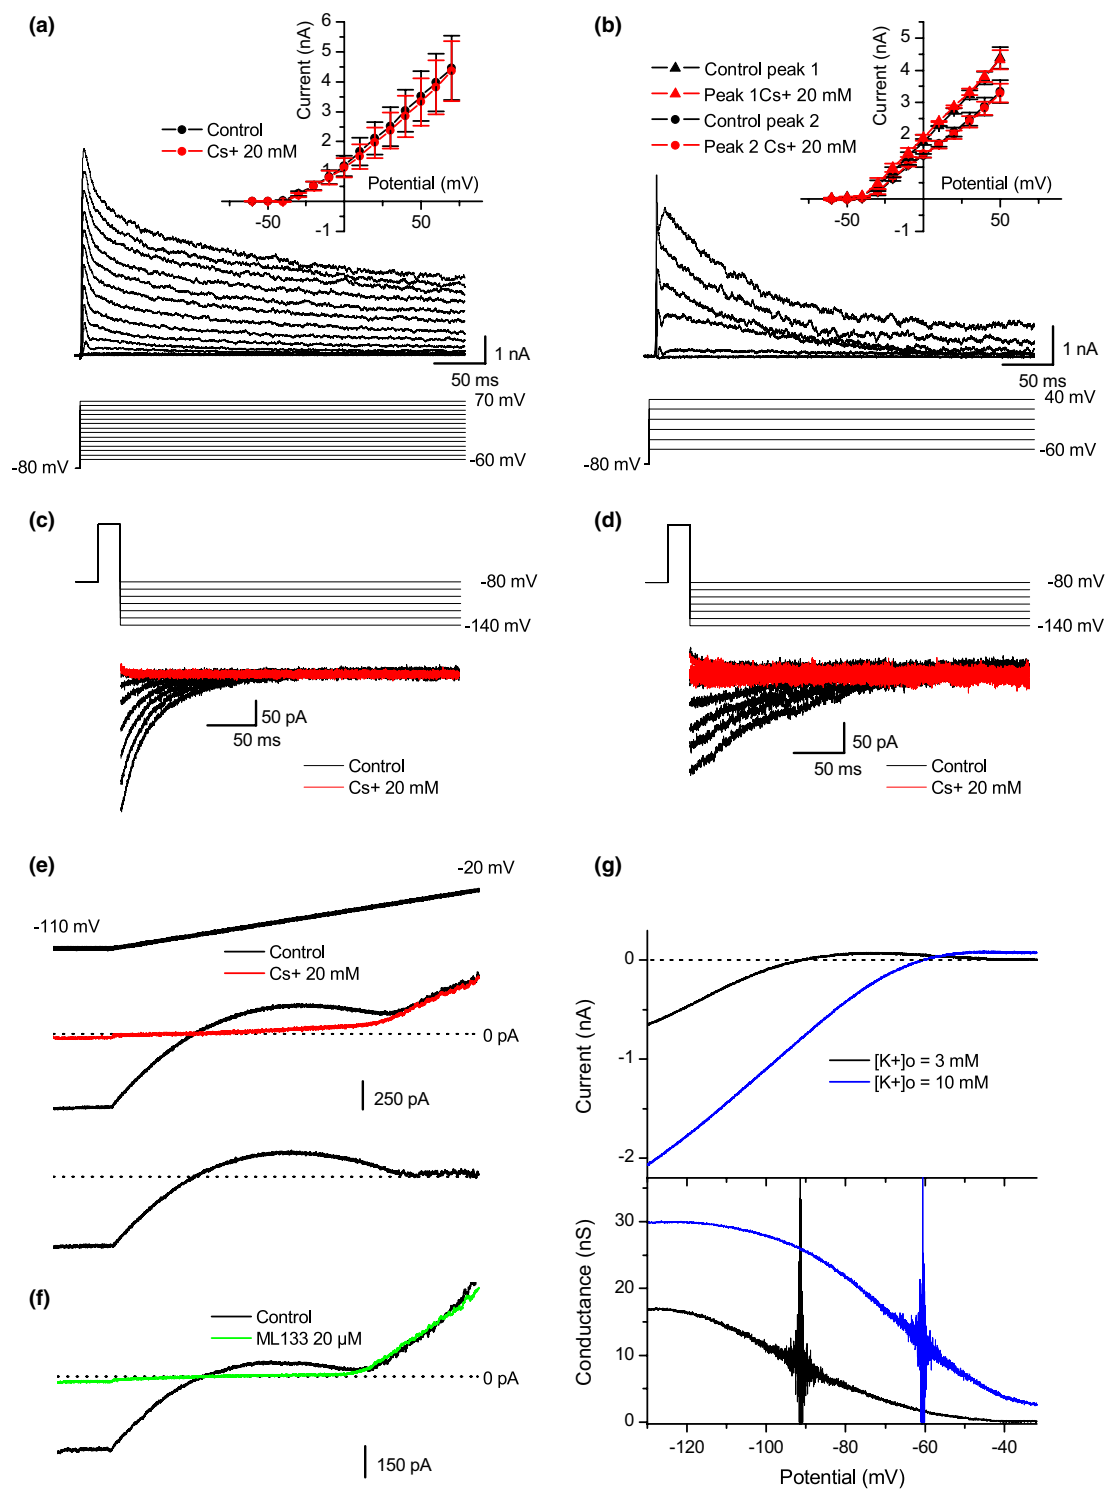 (a)
Current (nA)
6
5
4
3
2
1
-1
-50
50
Potential (mV)
Control
Cs+ 20 mM
1 nA
50 ms
70 mV
-60 mV
-80 mV
(b)
Current (nA)
5
4
3
2
1
-1
-50
50
Potential (mV)
Control peak 1
Peak 1Cs+ 20 mM
Control peak 2
Peak 2 Cs+ 20 mM
1 nA
50 ms
40 mV
-60 mV
-80 mV
(c)
-80 mV
-140 mV
50 pA
50 ms
Control
Cs+ 20 mM
(d)
-80 mV
-140 mV
50 pA
50 ms
Control
Cs+ 20 mM
(e)
-20 mV
-110 mV
Control
Cs+ 20 mM
0 pA
250 pA
(f)
Control
ML133 20 µM
0 pA
150 pA
(g)
Current (nA)
0
-1
-2
[K+]o = 3 mM
[K+]o = 10 mM
Conductance (nS)
30
20
10
0
-120
-100
-80
-60
-40
Potential (mV)